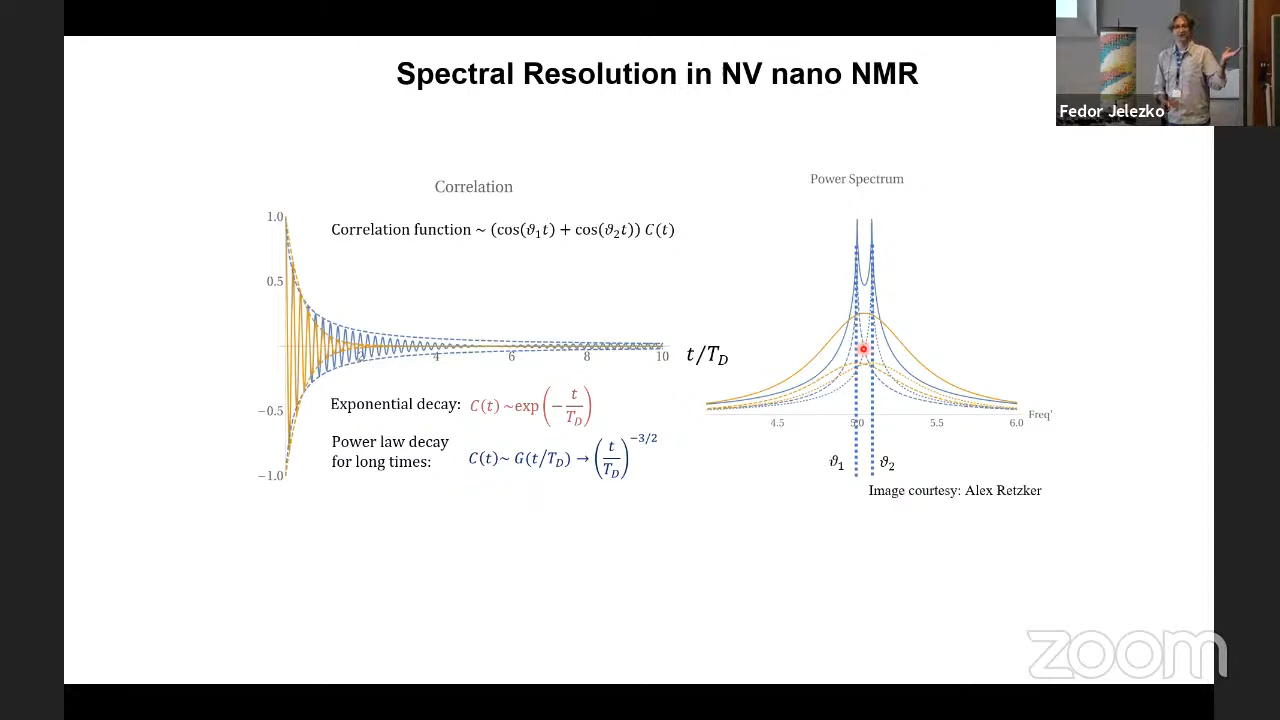 Spectral Resolution in NV nano NMR
Fedor Jelezko
Correlation
Power Spectrum
1.0
Correlation function ~ (cos(𝜗₁t) + cos(𝜗₂t)) C(t)
0.5
2
4
6
8
10
t/T_D
−0.5
Exponential decay: C(t) ~exp(−t/T_D)
Power law decay
for long times:
C(t)~ G(t/T_D) → (t/T_D)^−3/2
−1.0
4.5
5.0
5.5
6.0
Freq'
𝜗₁
𝜗₂
Image courtesy: Alex Retzker
zoom